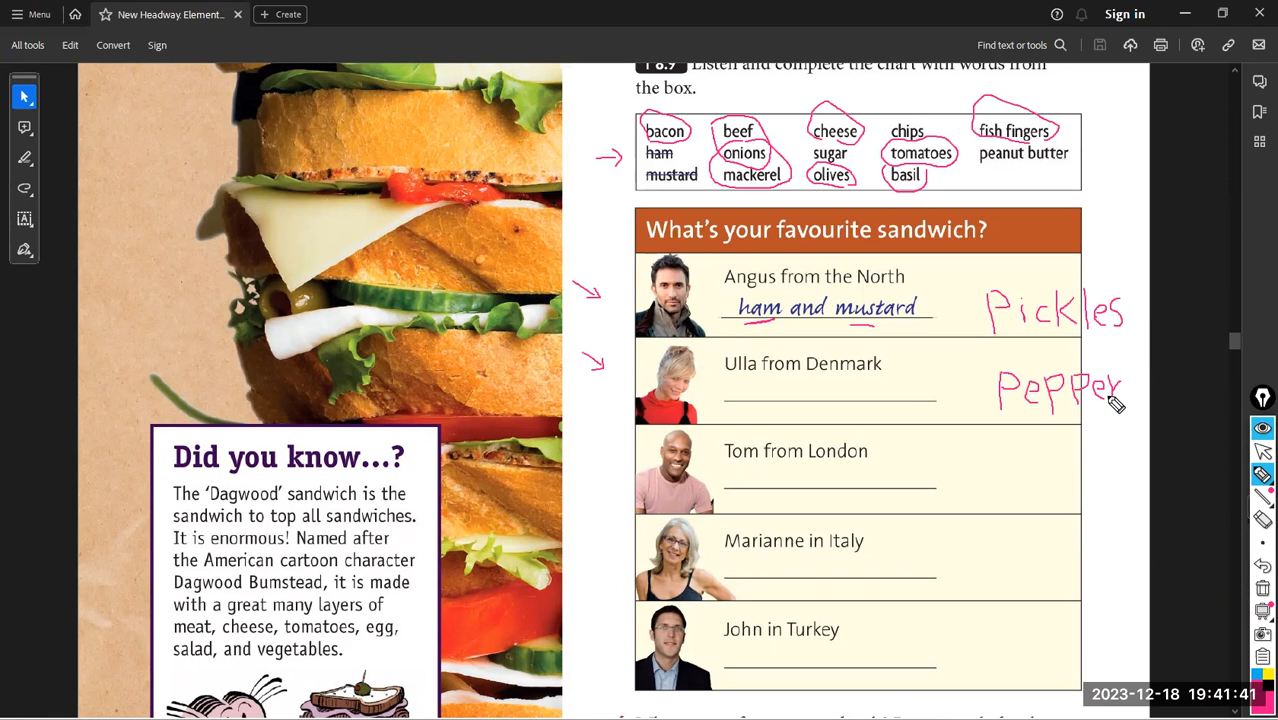 Menu
New Headway. Element...
Create
Sign in
All tools
Edit
Convert
Sign
Find text or tools
T 6.9 Listen and complete the chart with words from
the box.
bacon beef cheese chips fish fingers
ham onions sugar tomatoes peanut butter
mustard mackerel olives basil
What's your favourite sandwich?
Angus from the North
ham and mustard
Pickles
Ulla from Denmark
Pepper
Tom from London
Marianne in Italy
John in Turkey
Did you know...?
The 'Dagwood' sandwich is the
sandwich to top all sandwiches.
It is enormous! Named after
the American cartoon character
Dagwood Bumstead, it is made
with a great many layers of
meat, cheese, tomatoes, egg,
salad, and vegetables.
2023-12-18 19:41:41